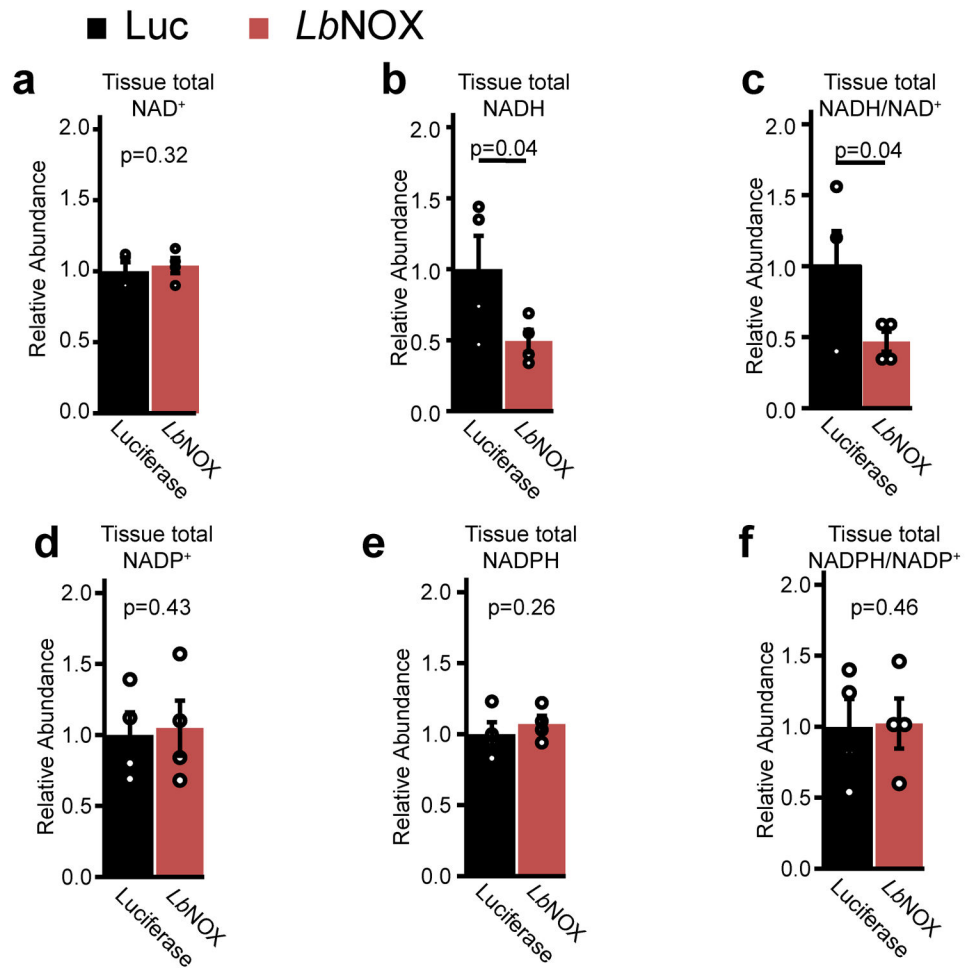 Luc LbNOX
a
Tissue total
NAD⁺
2.0
1.5
1.0
0.5
0.0
Relative Abundance
p=0.32
Luciferase
LbNOX
b
Tissue total
NADH
2.0
1.5
1.0
0.5
0.0
Relative Abundance
p=0.04
Luciferase
LbNOX
c
Tissue total
NADH/NAD⁺
2.0
1.5
1.0
0.5
0.0
Relative Abundance
p=0.04
Luciferase
LbNOX
d
Tissue total
NADP⁺
2.0
1.5
1.0
0.5
0.0
Relative Abundance
p=0.43
Luciferase
LbNOX
e
Tissue total
NADPH
2.0
1.5
1.0
0.5
0.0
Relative Abundance
p=0.26
Luciferase
LbNOX
f
Tissue total
NADPH/NADP⁺
2.0
1.5
1.0
0.5
0.0
Relative Abundance
p=0.46
Luciferase
LbNOX